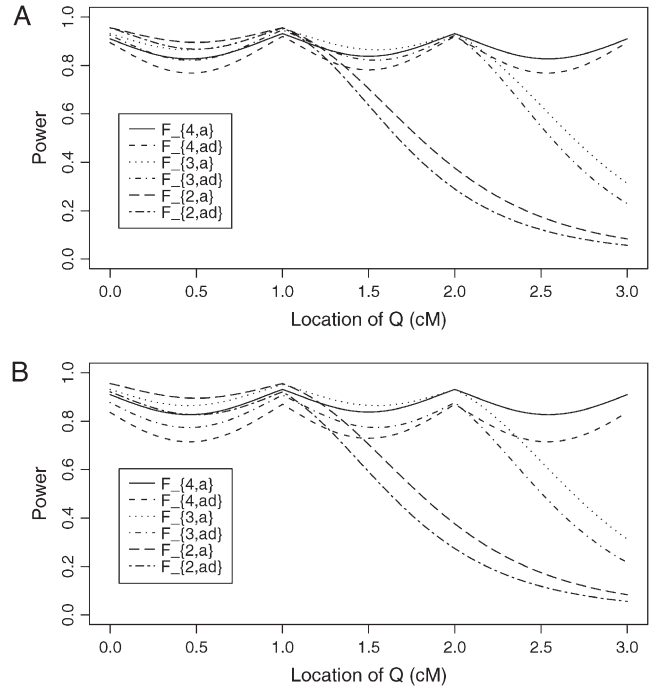 A
Power
1.0
0.8
0.6
0.4
0.2
0.0
F_{4,a}
F_{4,ad}
F_{3,a}
F_{3,ad}
F_{2,a}
F_{2,ad}
0.0 0.5 1.0 1.5 2.0 2.5 3.0
Location of Q (cM)
B
Power
1.0
0.8
0.6
0.4
0.2
0.0
F_{4,a}
F_{4,ad}
F_{3,a}
F_{3,ad}
F_{2,a}
F_{2,ad}
0.0 0.5 1.0 1.5 2.0 2.5 3.0
Location of Q (cM)